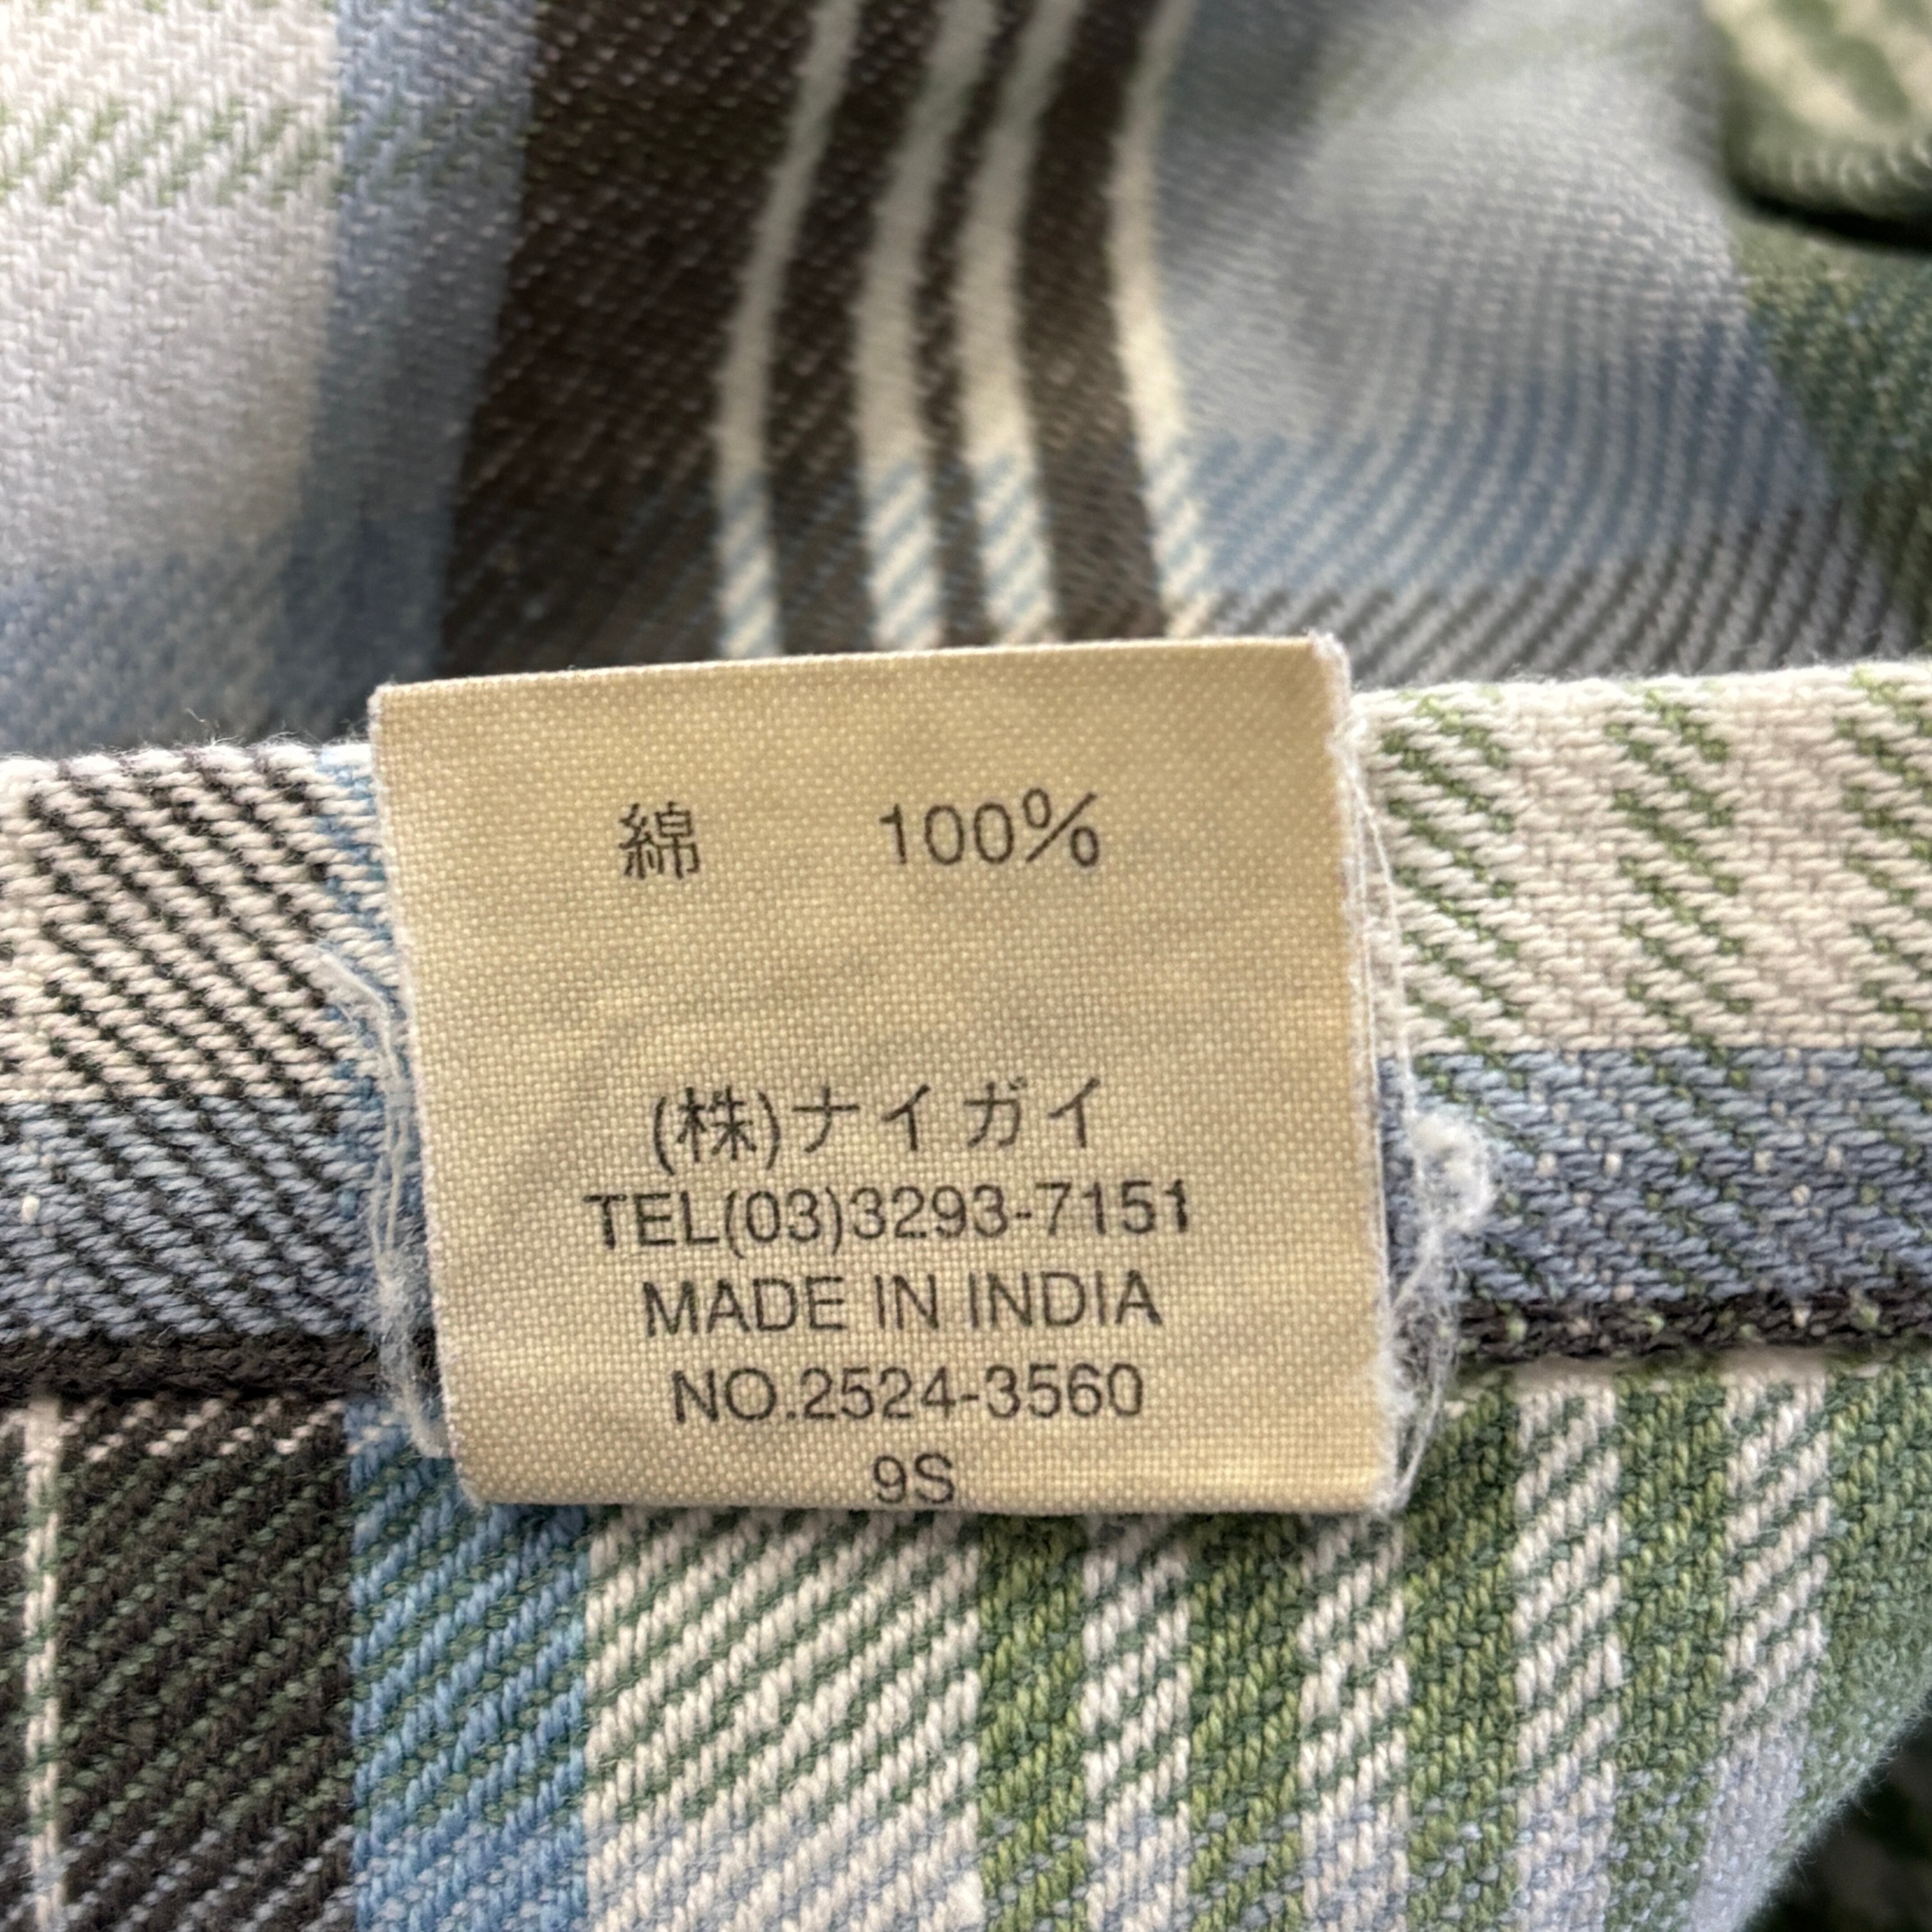 綿 100%
(株)ナイガイ
TEL(03)3293-7151
MADE IN INDIA
NO.2524-3560
9S